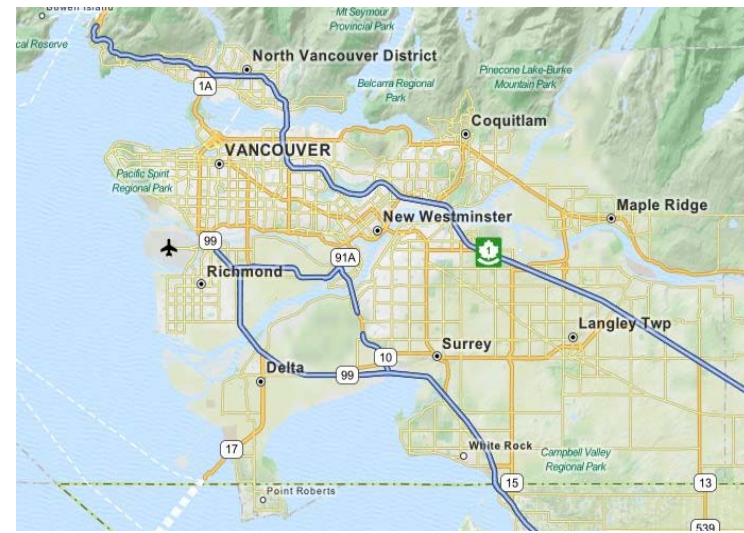 Bowen Island
Mt Seymour
Provincial Park
cal Reserve
North Vancouver District
1A
Belcarra Regional
Park
Pinecone Lake-Burke
Mountain Park
Coquitlam
VANCOUVER
Pacific Spirit
Regional Park
Maple Ridge
New Westminster
99
1
91A
Richmond
Langley Twp
Surrey
10
Delta
99
White Rock
17
Campbell Valley
Regional Park
15
13
Point Roberts
539